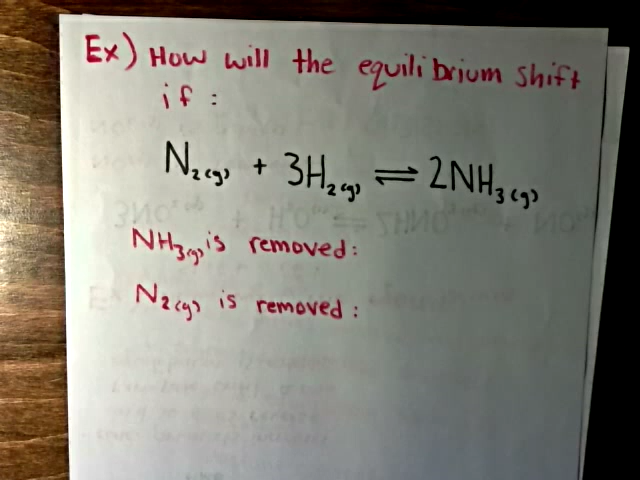 Ex) How will the equilibrium shift
if :
N₂(g) + 3H₂(g) ⇌ 2NH₃(g)
NH₃(g) is removed:
N₂(g) is removed: